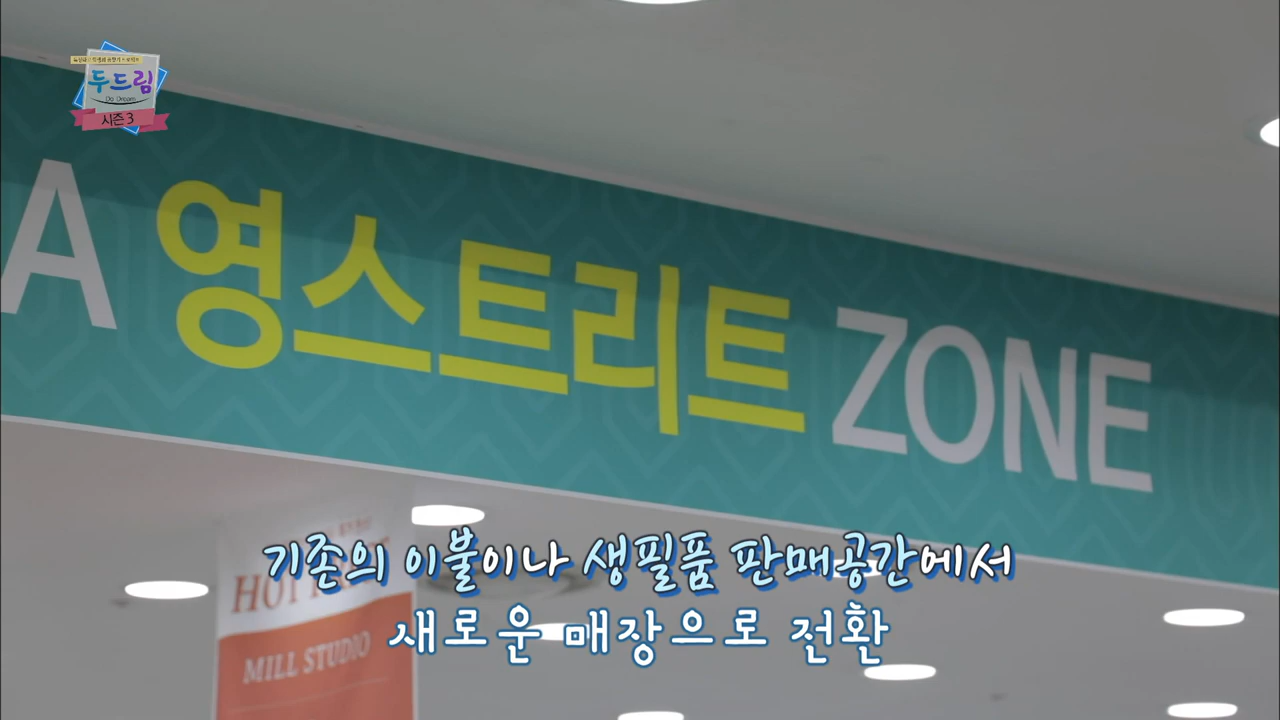 두드림
Do Dream
시즌 3
A 영스트리트 ZONE
MILL STUDIO
기존의 이불이나 생필품 판매공간에서
새로운 매장으로 전환